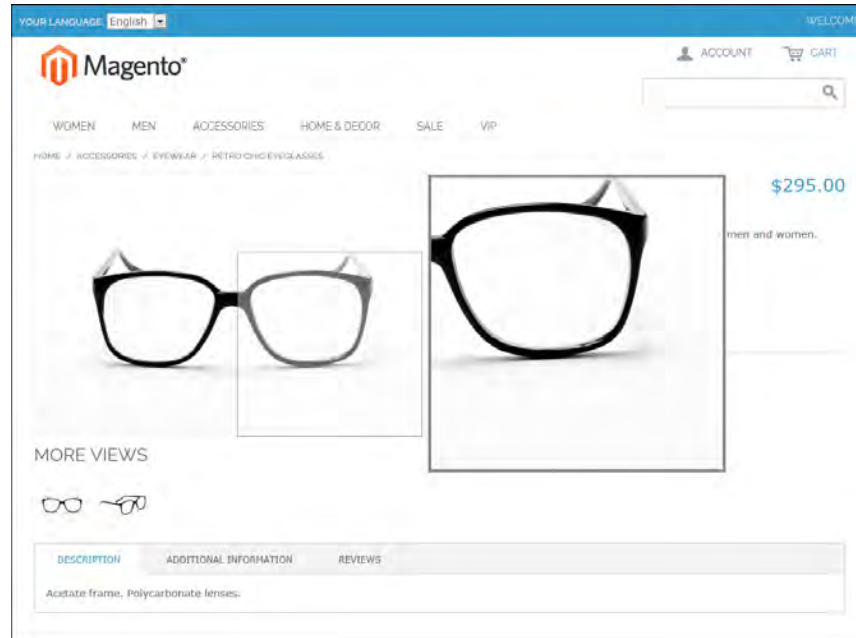 YOUR LANGUAGE: English
WELCOME
Magento®
ACCOUNT
CART
WOMEN MEN ACCESSORIES HOME & DECOR SALE VIP
HOME / ACCESSORIES / EYEWEAR / RETRO CHIC EYEGLASSES
$295.00
men and women.
MORE VIEWS
DESCRIPTION ADDITIONAL INFORMATION REVIEWS
Acetate frame. Polycarbonate lenses.